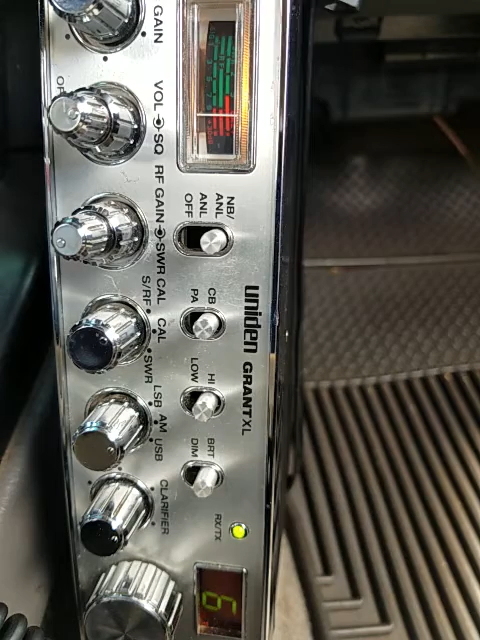 GAIN
OFF
VOL
SQ
RF GAIN
SWR CAL
S/RF
CAL
SWR
LSB
AM
USB
CLARIFIER
NB/
ANL
ANL
OFF
CB
PA
HI
LOW
BRT
DIM
RX/TX
uniden GRANT XL